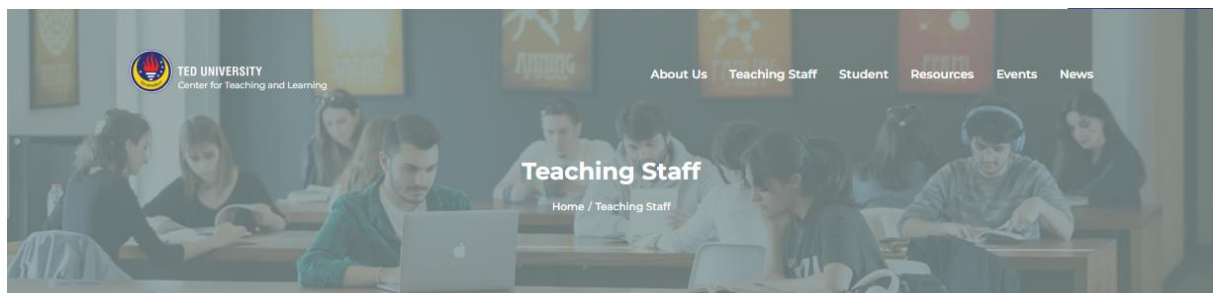 TED UNIVERSITY
Center for Teaching and Learning
About Us Teaching Staff Student Resources Events News
Teaching Staff
Home / Teaching Staff